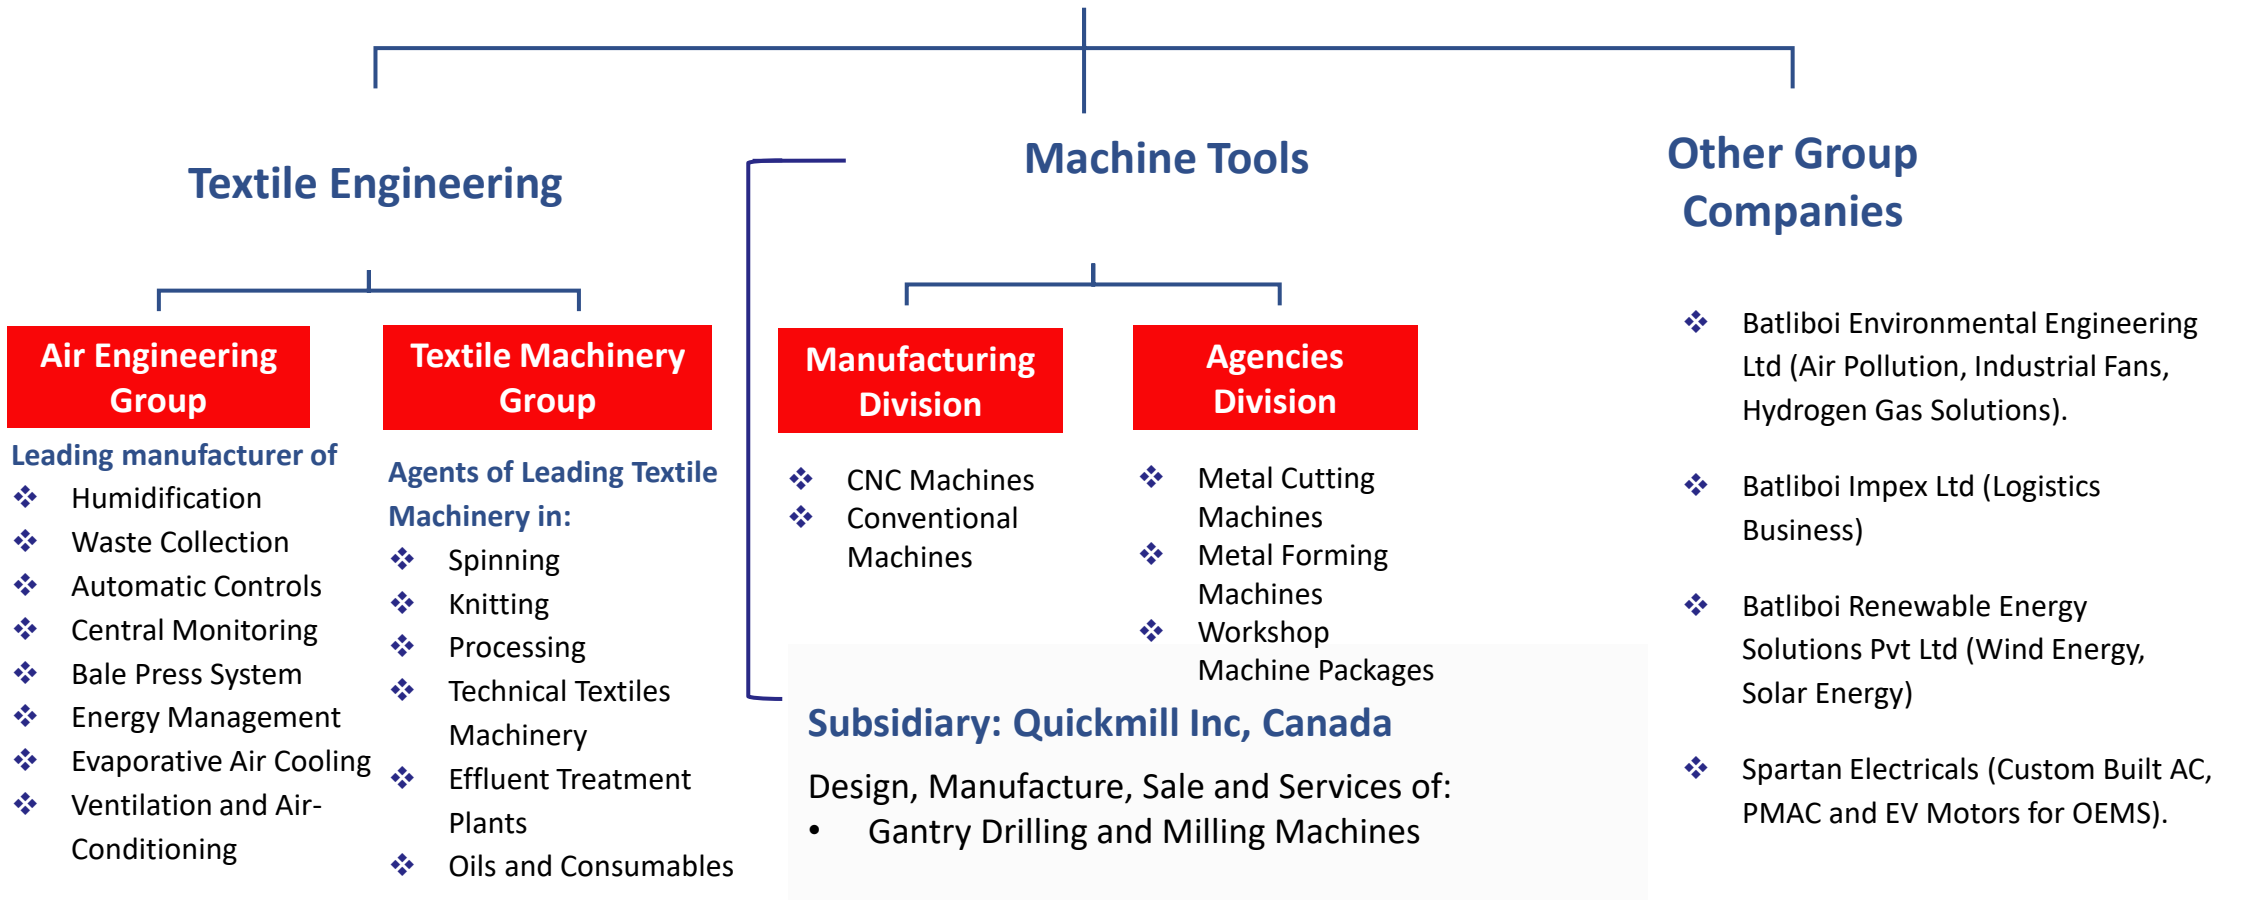 Textile Engineering
Air Engineering
Group
Leading manufacturer of
❖ Humidification
❖ Waste Collection
❖ Automatic Controls
❖ Central Monitoring
❖ Bale Press System
❖ Energy Management
❖ Evaporative Air Cooling
❖ Ventilation and Air-
Conditioning
Textile Machinery
Group
Agents of Leading Textile
Machinery in:
❖ Spinning
❖ Knitting
❖ Processing
❖ Technical Textiles
Machinery
❖ Effluent Treatment
Plants
❖ Oils and Consumables
Machine Tools
Manufacturing
Division
❖ CNC Machines
❖ Conventional
Machines
Agencies
Division
❖ Metal Cutting
Machines
❖ Metal Forming
Machines
❖ Workshop
Machine Packages
Subsidiary: Quickmill Inc, Canada
Design, Manufacture, Sale and Services of:
• Gantry Drilling and Milling Machines
Other Group
Companies
❖ Batliboi Environmental Engineering
Ltd (Air Pollution, Industrial Fans,
Hydrogen Gas Solutions).
❖ Batliboi Impex Ltd (Logistics
Business)
❖ Batliboi Renewable Energy
Solutions Pvt Ltd (Wind Energy,
Solar Energy)
❖ Spartan Electricals (Custom Built AC,
PMAC and EV Motors for OEMS).